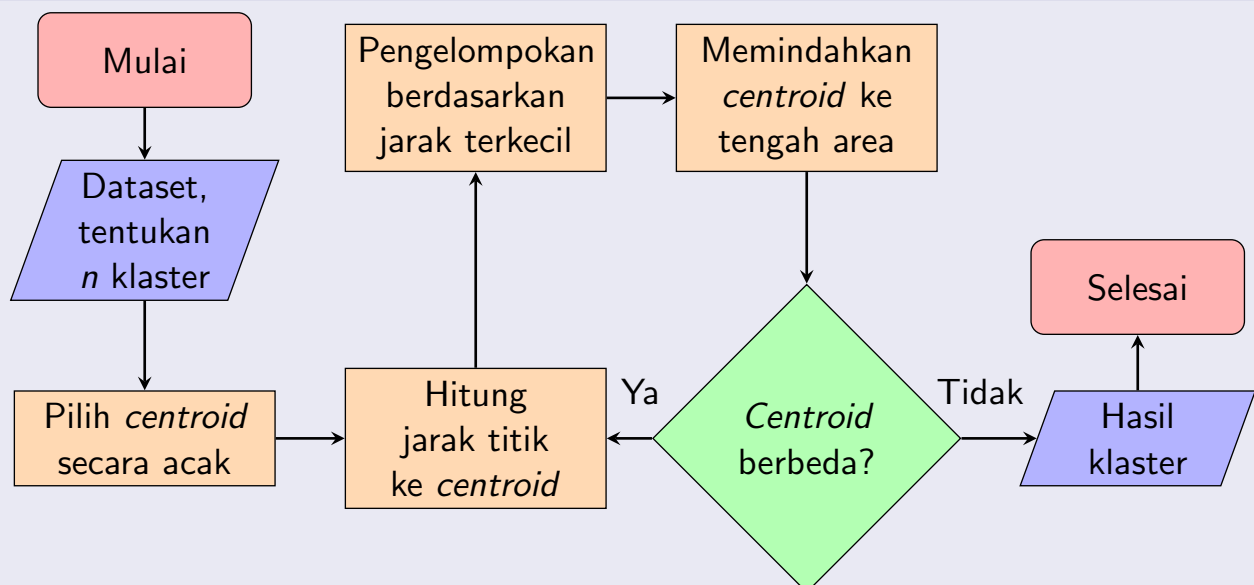 Mulai
Dataset,
tentukan
n klaster
Pilih centroid
secara acak
Hitung
jarak titik
ke centroid
Pengelompokan
berdasarkan
jarak terkecil
Memindahkan
centroid ke
tengah area
Centroid
berbeda?
Ya
Tidak
Hasil
klaster
Selesai